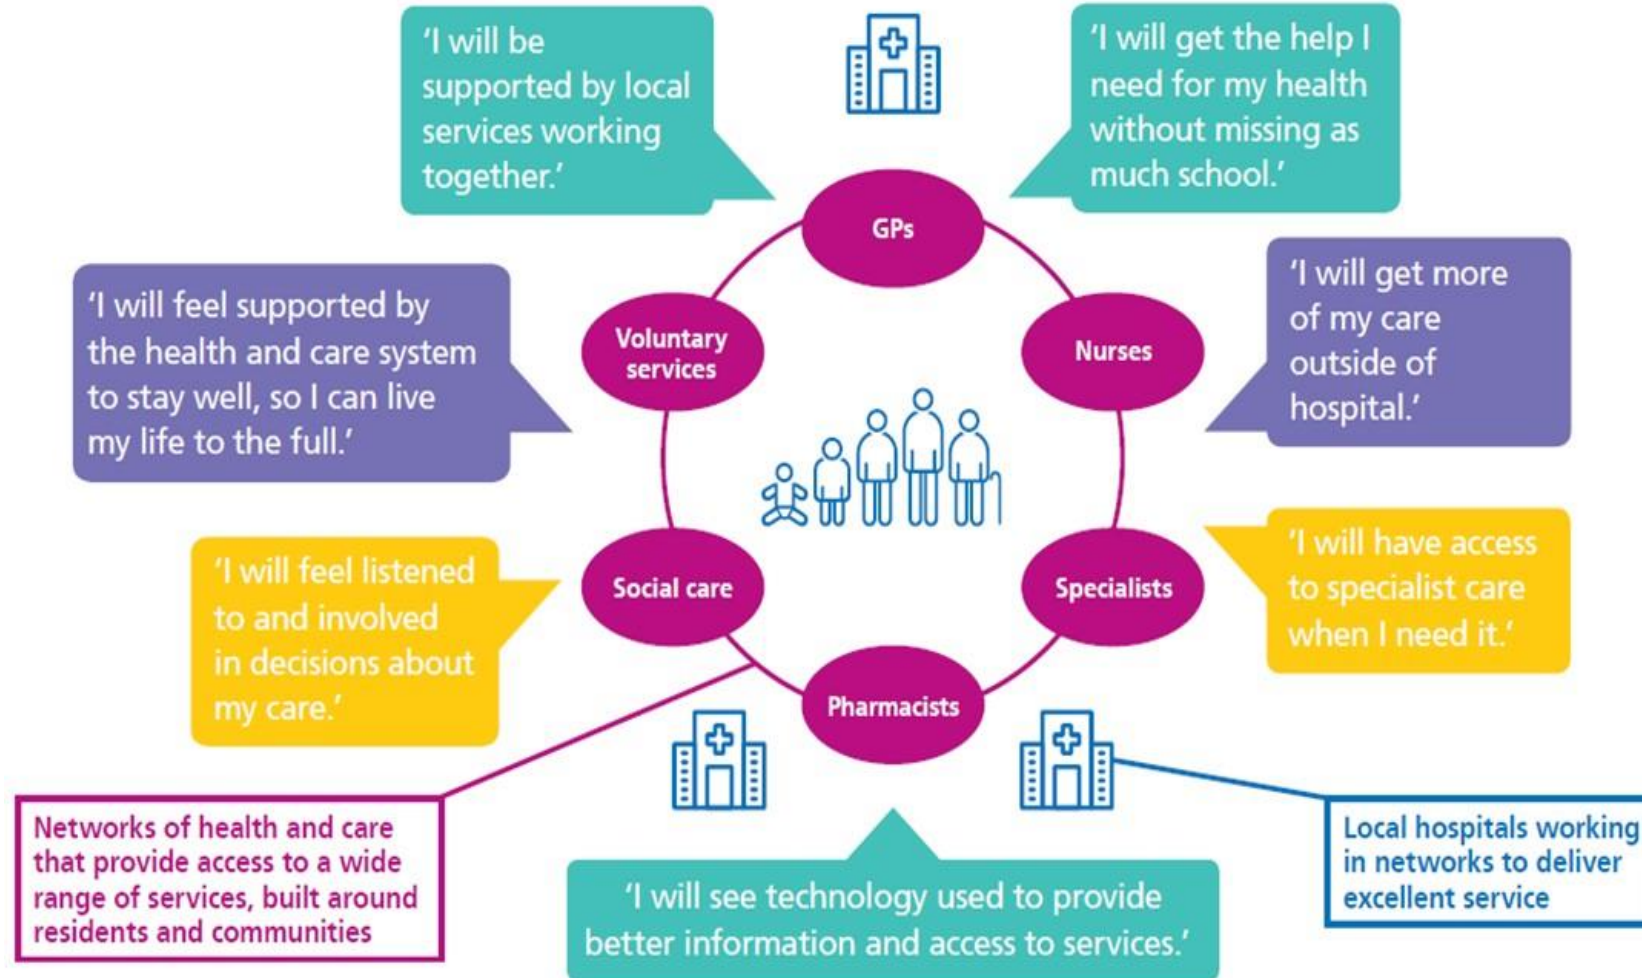 'I will be
supported by local
services working
together.'
'I will get the help I
need for my health
without missing as
much school.'
GPs
'I will feel supported by
the health and care system
to stay well, so I can live
my life to the full.'
Voluntary
services
Nurses
'I will get more
of my care
outside of
hospital.'
'I will feel listened
to and involved
in decisions about
my care.'
Social care
Specialists
'I will have access
to specialist care
when I need it.'
Pharmacists
Networks of health and care
that provide access to a wide
range of services, built around
residents and communities
'I will see technology used to provide
better information and access to services.'
Local hospitals working
in networks to deliver
excellent service